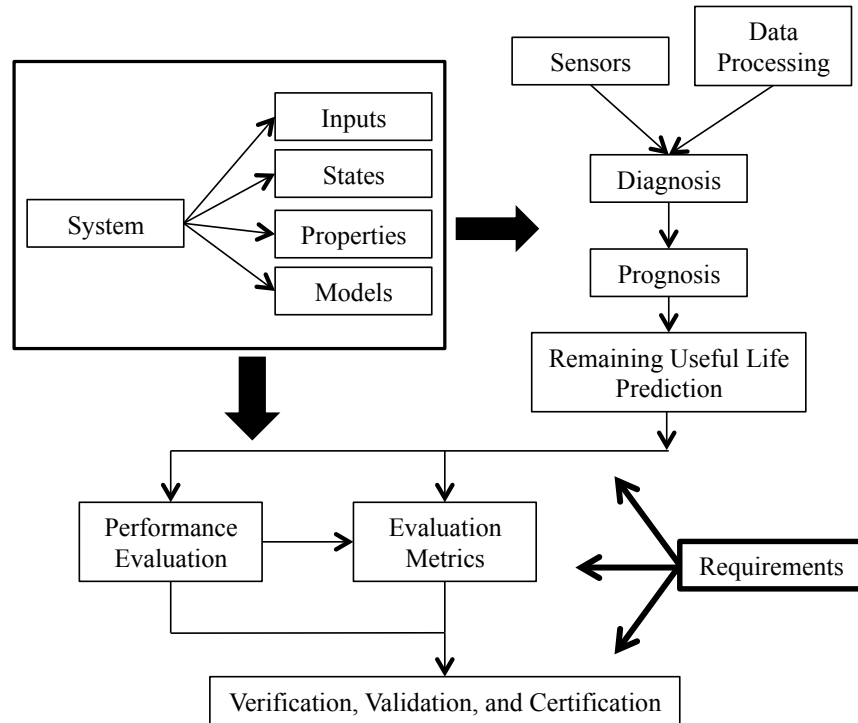 Sensors
Data
Processing
Inputs
States
System
Properties
Models
Diagnosis
Prognosis
Remaining Useful Life
Prediction
Performance
Evaluation
Evaluation
Metrics
Requirements
Verification, Validation, and Certification